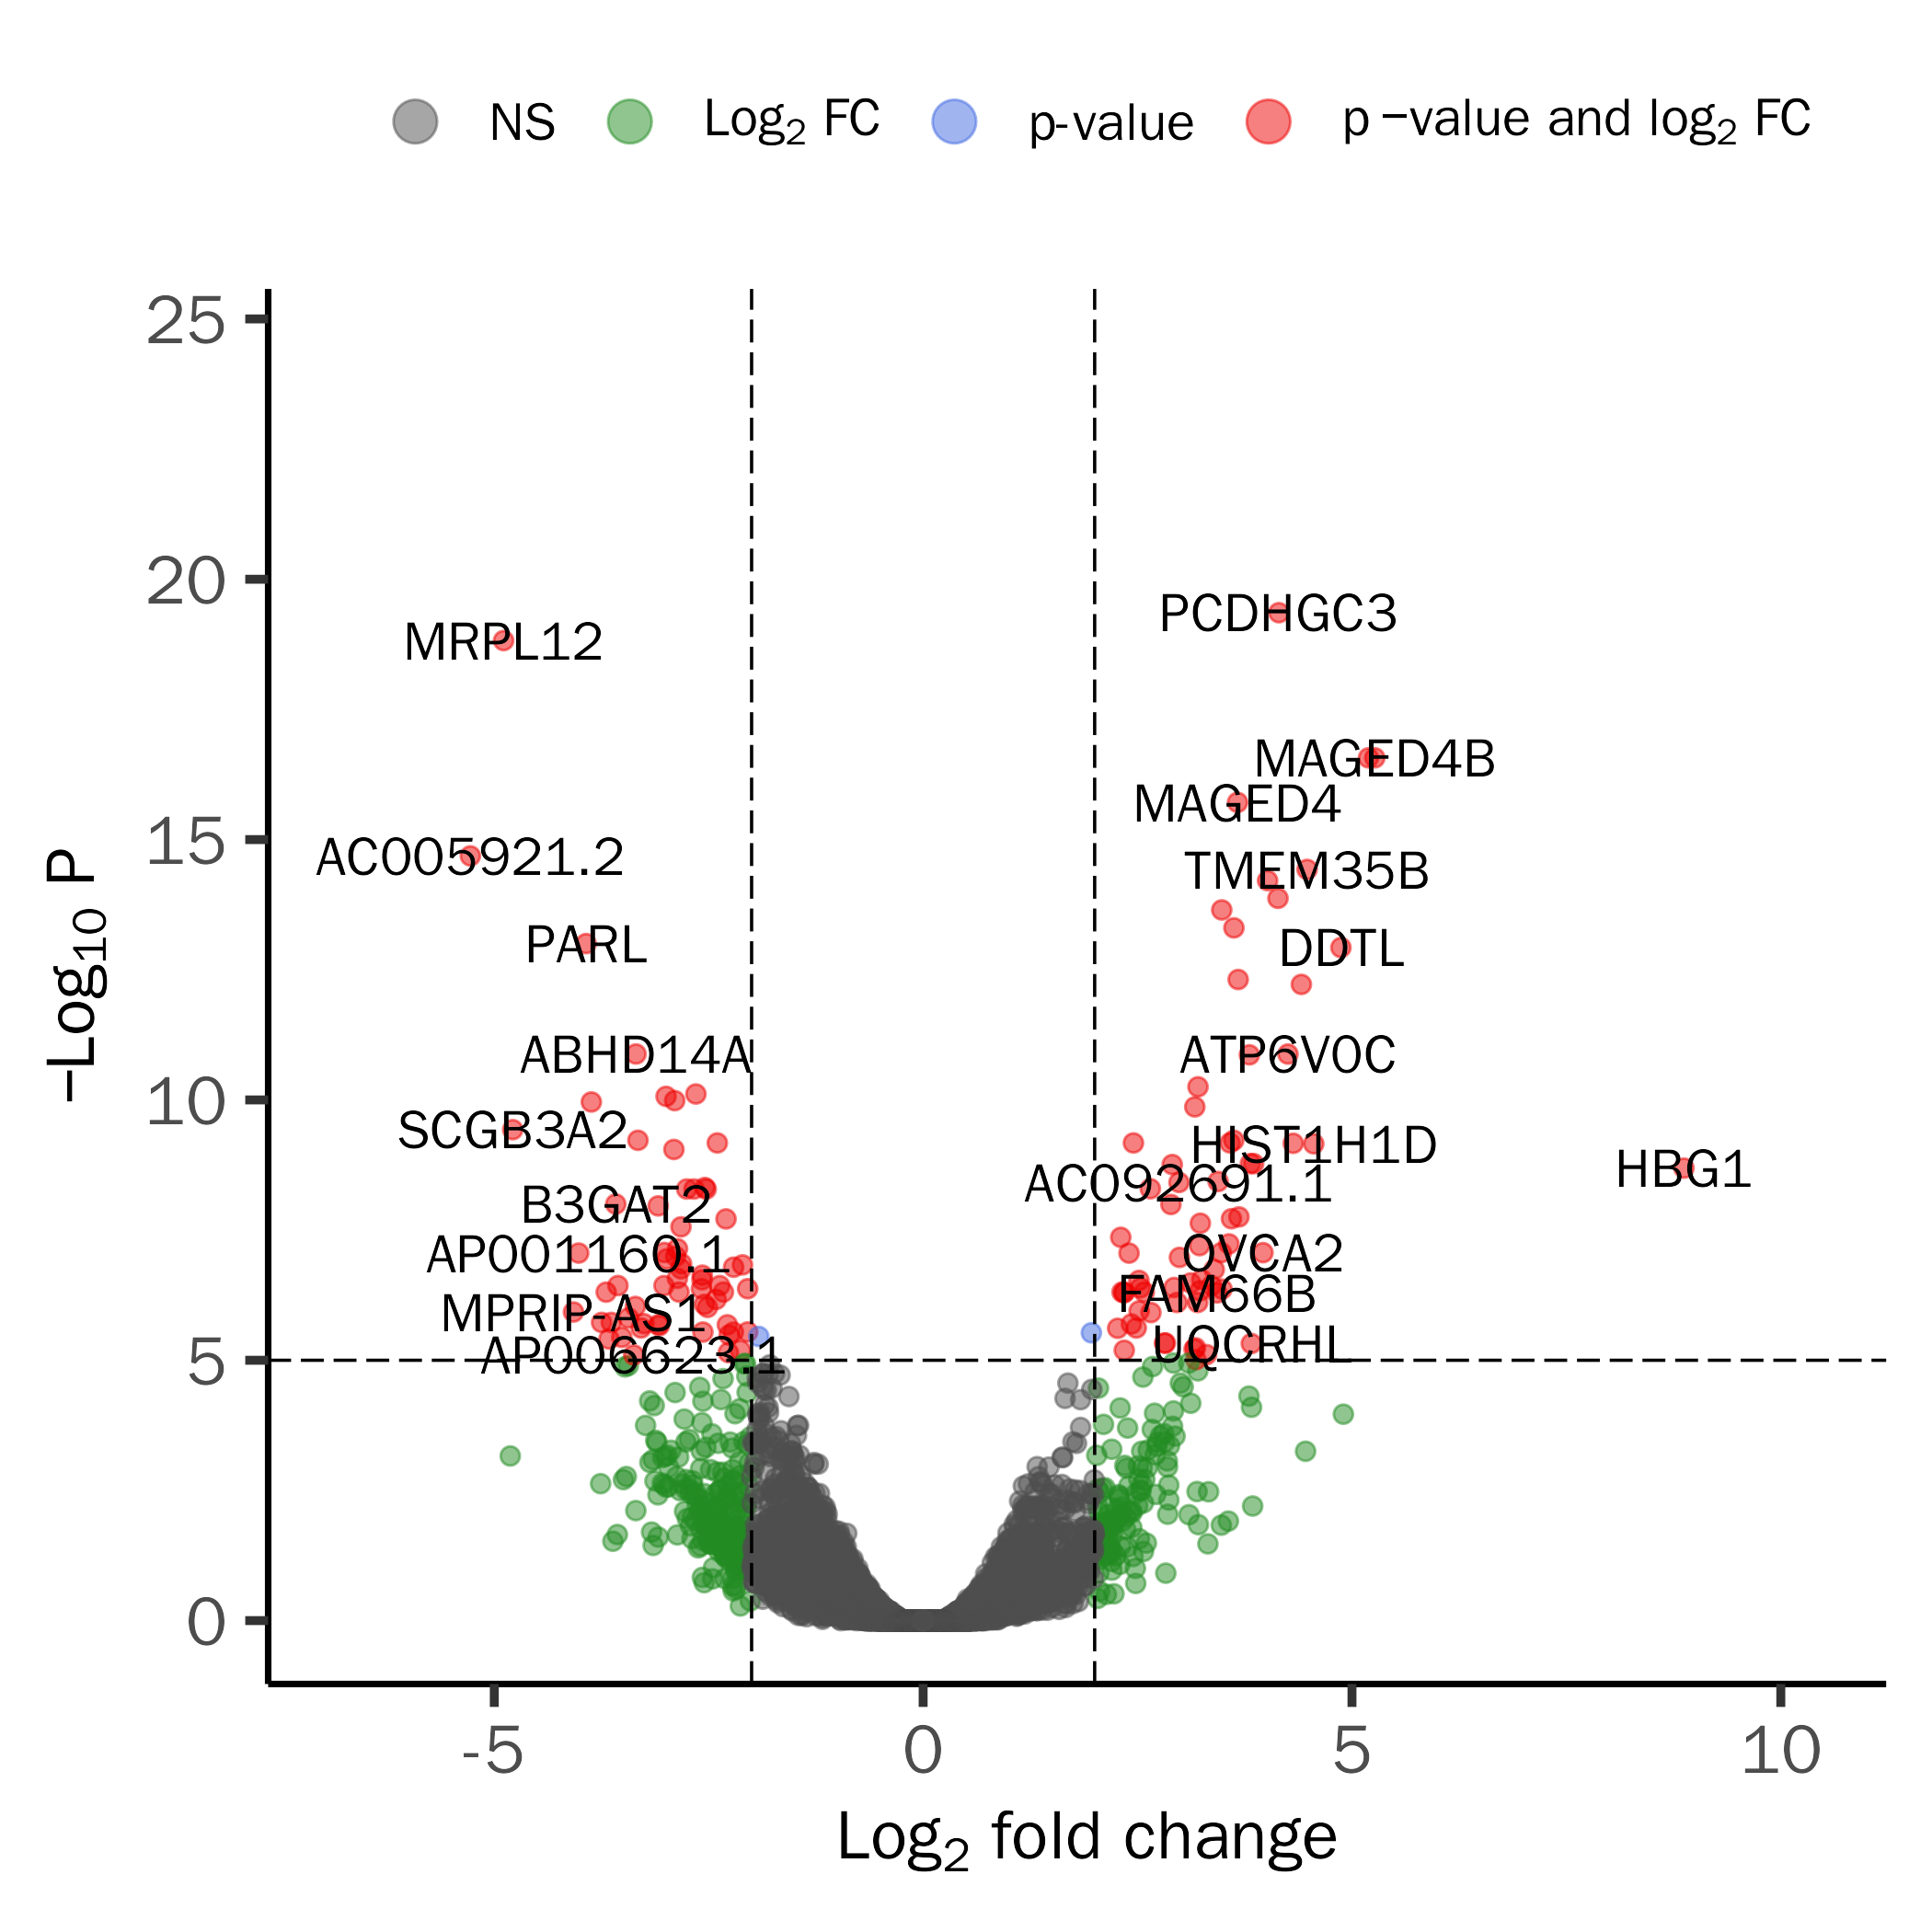 NS Log₂ FC p-value p −value and log₂ FC
25
20
15
10
5
0
−Log₁₀ P
PCDHGC3
MRPL12
MAGED4B
MAGED4
AC005921.2
TMEM35B
PARL
DDTL
ABHD14A
ATP6V0C
SCGB3A2
HIST1H1D
HBG1
AC092691.1
B3GAT2
AP001160.1
OVCA2
FAM66B
MPRIP-AS1
UQCRHL
AP006623.1
-5 0 5 10
Log₂ fold change